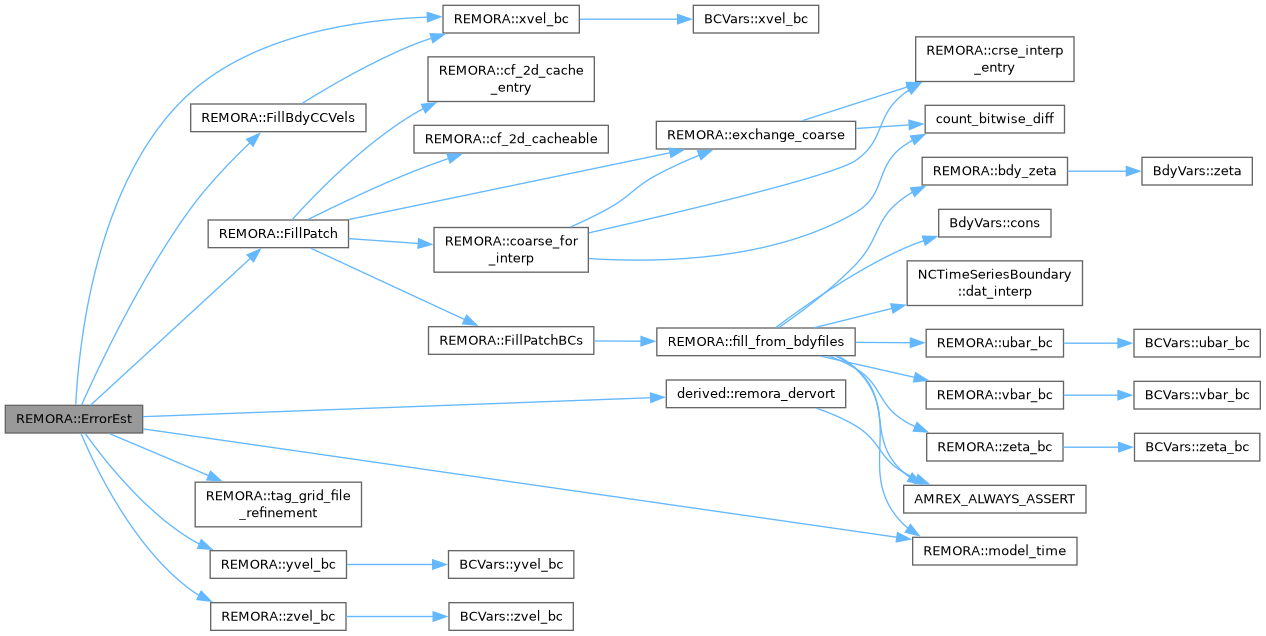 REMORA::xvel_bc
BCVars::xvel_bc
REMORA::crse_interp
_entry
REMORA::cf_2d_cache
_entry
REMORA::FillBdyCCVels
count_bitwise_diff
REMORA::cf_2d_cacheable
REMORA::exchange_coarse
REMORA::bdy_zeta
BdyVars::zeta
REMORA::FillPatch
BdyVars::cons
REMORA::coarse_for
_interp
NCTimeSeriesBoundary
::dat_interp
REMORA::FillPatchBCs
REMORA::fill_from_bdyfiles
REMORA::ubar_bc
BCVars::ubar_bc
derived::remora_dervort
REMORA::vbar_bc
BCVars::vbar_bc
REMORA::ErrorEst
REMORA::zeta_bc
BCVars::zeta_bc
REMORA::tag_grid_file
_refinement
AMREX_ALWAYS_ASSERT
REMORA::model_time
REMORA::yvel_bc
BCVars::yvel_bc
REMORA::zvel_bc
BCVars::zvel_bc